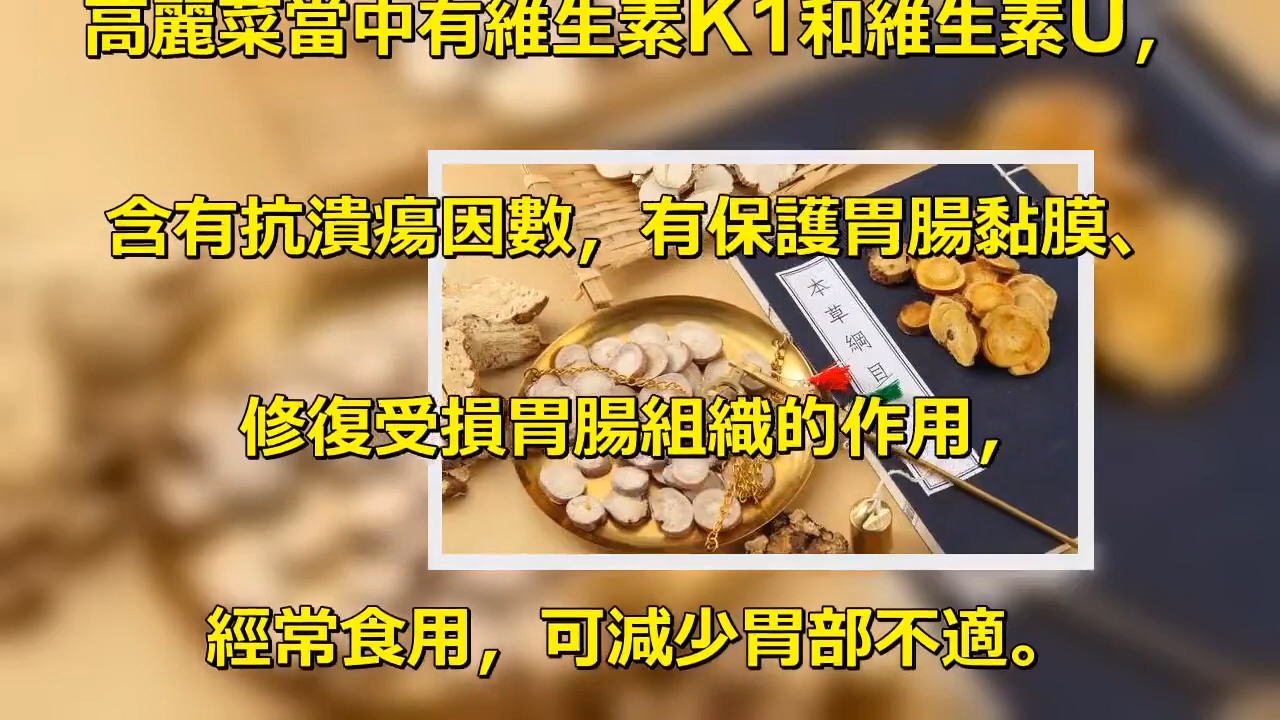 高麗菜當中有維生素K1和維生素U，
含有抗潰瘍因數，有保護胃腸黏膜、
本草綱目
修復受損胃腸組織的作用，
經常食用，可減少胃部不適。